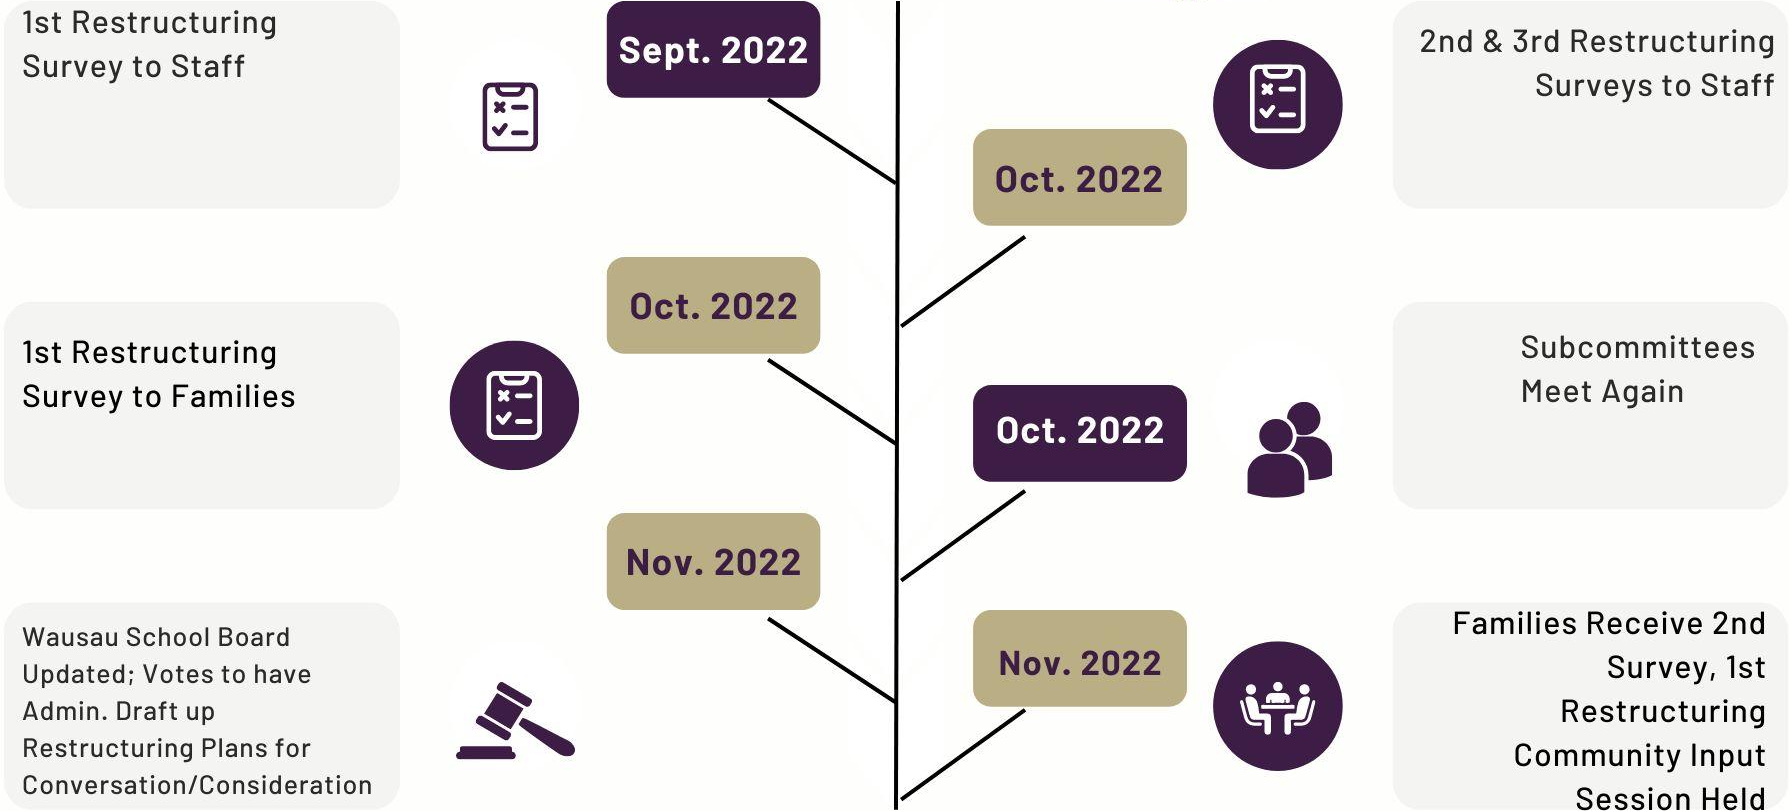 1st Restructuring
Survey to Staff
Sept. 2022
2nd & 3rd Restructuring
Surveys to Staff
Oct. 2022
Oct. 2022
1st Restructuring
Survey to Families
Subcommittees
Meet Again
Oct. 2022
Nov. 2022
Wausau School Board
Updated; Votes to have
Admin. Draft up
Restructuring Plans for
Conversation/Consideration
Nov. 2022
Families Receive 2nd
Survey, 1st
Restructuring
Community Input
Session Held